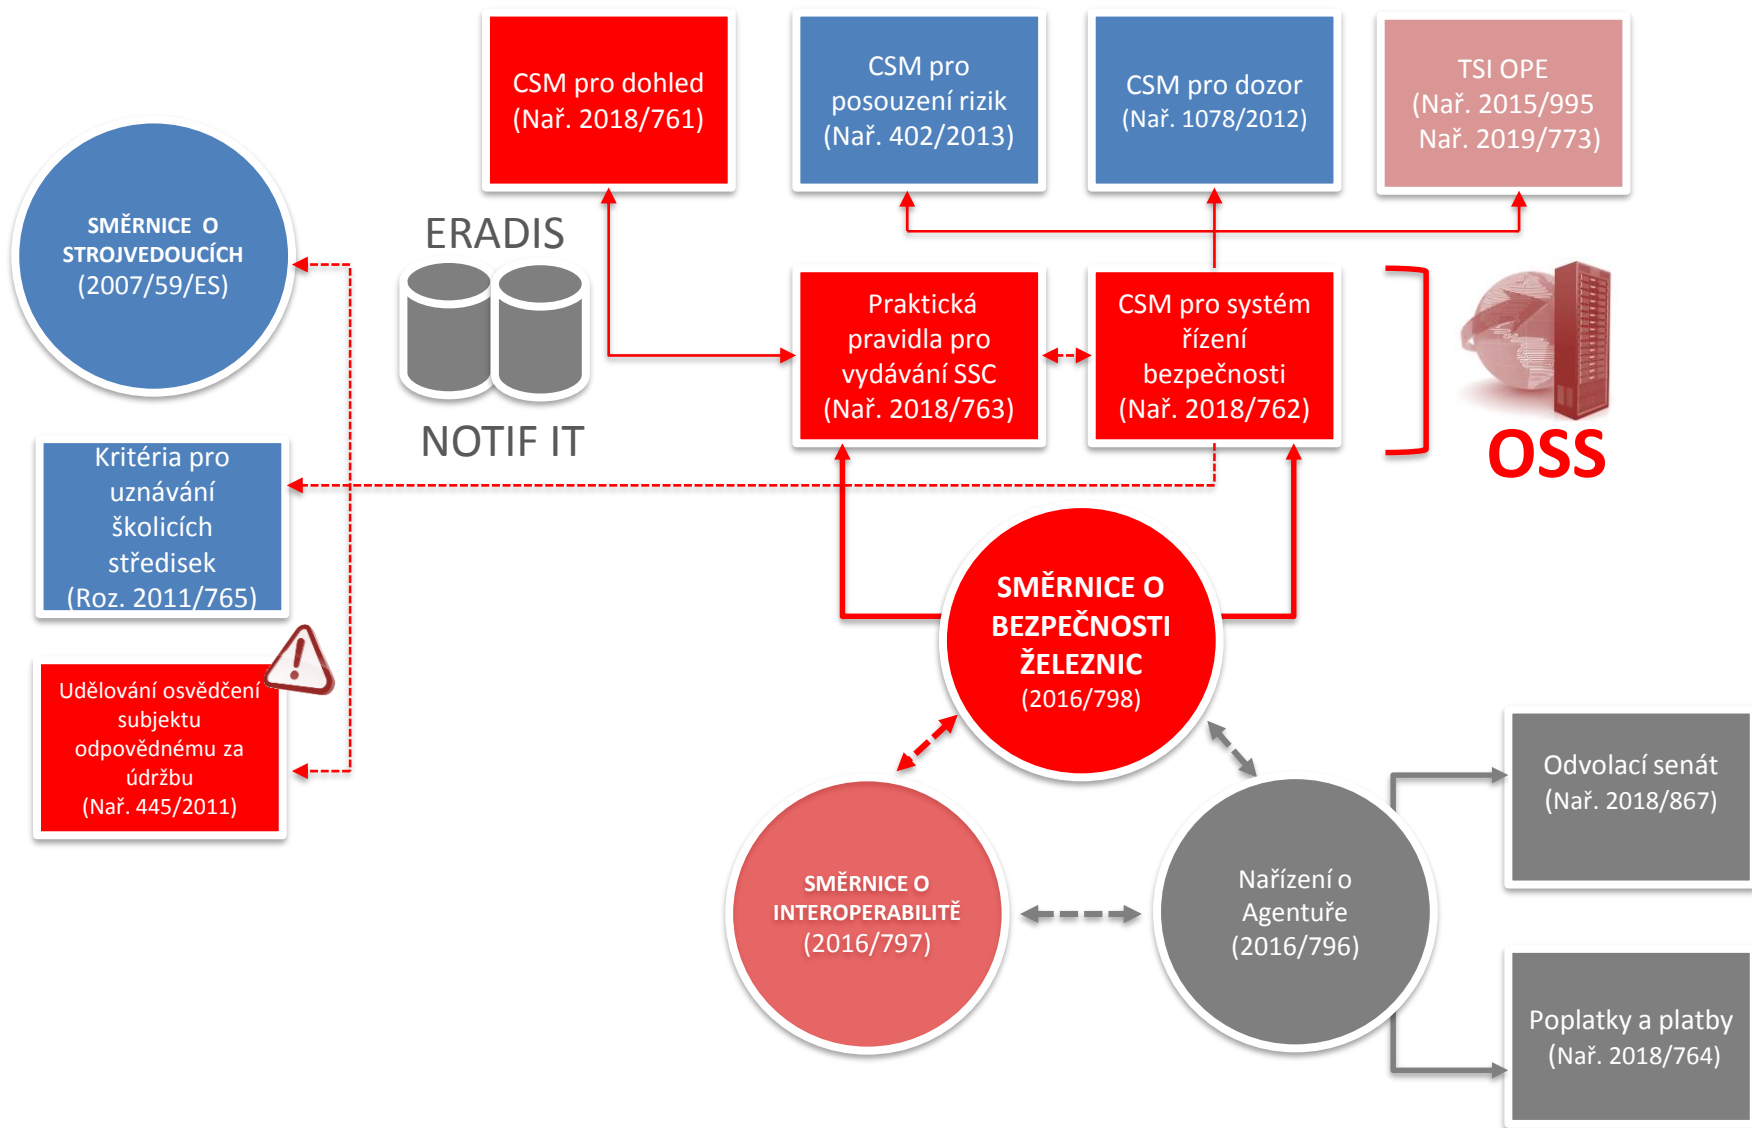 CSM pro dohled
(Nař. 2018/761)
CSM pro
posouzení rizik
(Nař. 402/2013)
CSM pro dozor
(Nař. 1078/2012)
TSI OPE
(Nař. 2015/995
Nař. 2019/773)
SMĚRNICE O
STROJVEDOUCÍCH
(2007/59/ES)
ERADIS
NOTIF IT
Praktická
pravidla pro
vydávání SSC
(Nař. 2018/763)
CSM pro systém
řízení
bezpečnosti
(Nař. 2018/762)
OSS
Kritéria pro
uznávání
školicích
středisek
(Roz. 2011/765)
SMĚRNICE O
BEZPEČNOSTI
ŽELEZNIC
(2016/798)
Udělování osvědčení
subjektu
odpovědnému za
údržbu
(Nař. 445/2011)
SMĚRNICE O
INTEROPERABILITĚ
(2016/797)
Nařízení o
Agentuře
(2016/796)
Odvolací senát
(Nař. 2018/867)
Poplatky a platby
(Nař. 2018/764)